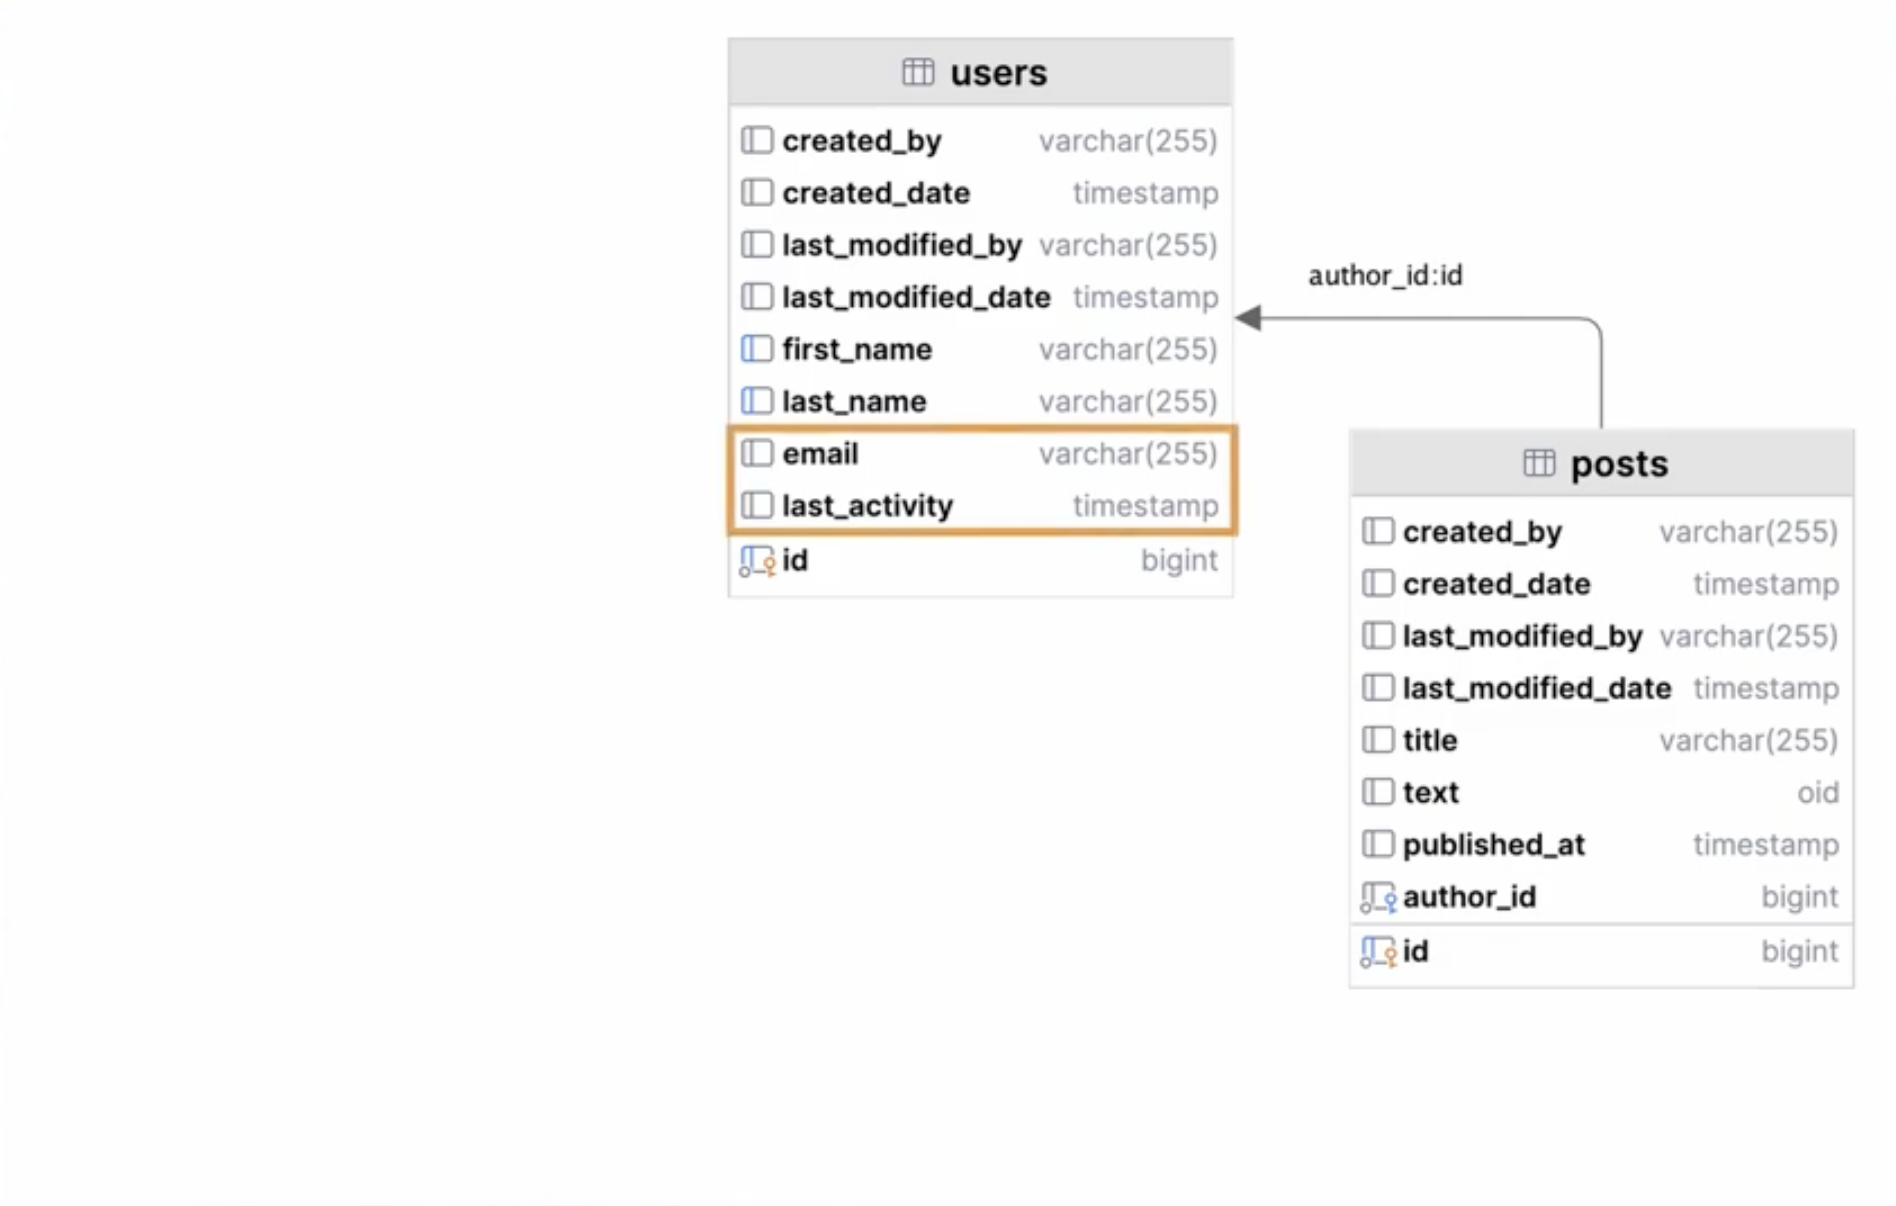 users
created_by varchar(255)
created_date timestamp
last_modified_by varchar(255)
last_modified_date timestamp
first_name varchar(255)
last_name varchar(255)
email varchar(255)
last_activity timestamp
id bigint
author_id:id
posts
created_by varchar(255)
created_date timestamp
last_modified_by varchar(255)
last_modified_date timestamp
title varchar(255)
text oid
published_at timestamp
author_id bigint
id bigint